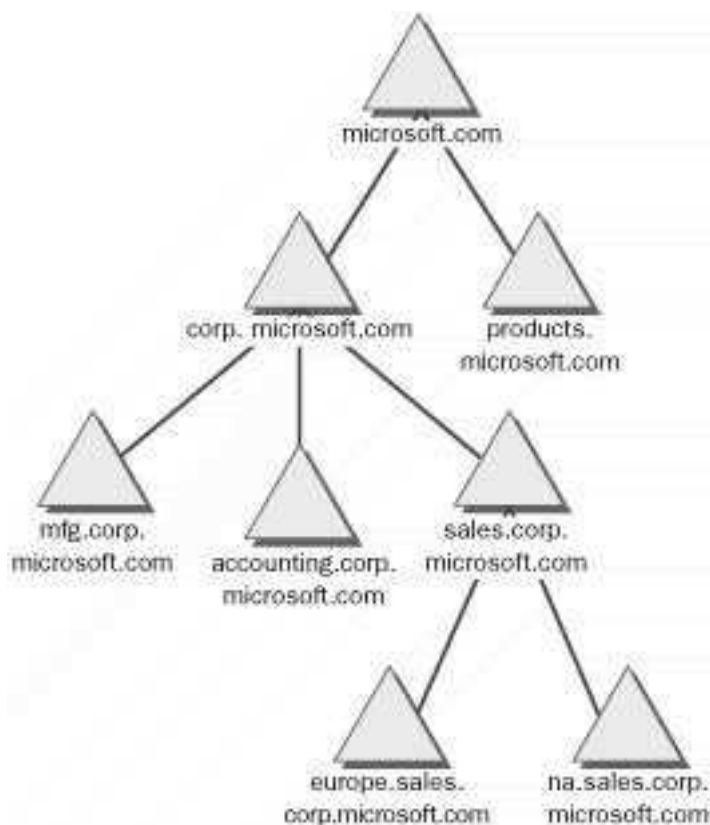 microsoft.com
corp. microsoft.com
products.
microsoft.com
mfg.corp.
microsoft.com
accounting.corp.
microsoft.com
sales.corp.
microsoft.com
europe.sales.
corp.microsoft.com
na.sales.corp.
microsoft.com